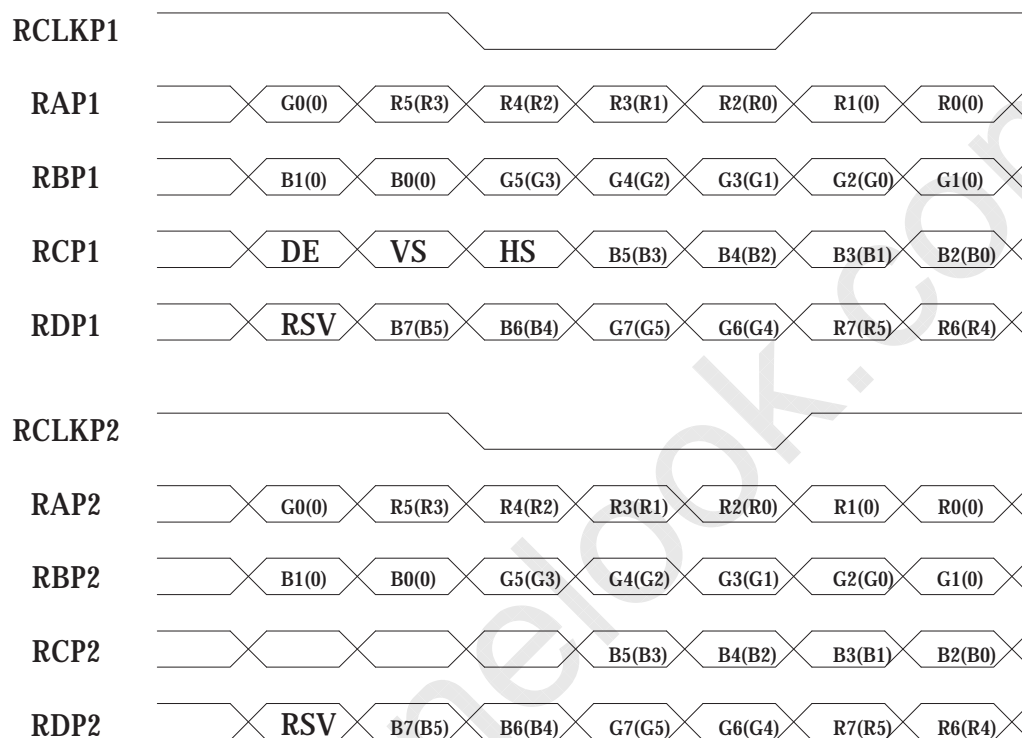 RCLKP1
RAP1 G0(0) R5(R3) R4(R2) R3(R1) R2(R0) R1(0) R0(0)
RBP1 B1(0) B0(0) G5(G3) G4(G2) G3(G1) G2(G0) G1(0)
RCP1 DE VS HS B5(B3) B4(B2) B3(B1) B2(B0)
RDP1 RSV B7(B5) B6(B4) G7(G5) G6(G4) R7(R5) R6(R4)
RCLKP2
RAP2 G0(0) R5(R3) R4(R2) R3(R1) R2(R0) R1(0) R0(0)
RBP2 B1(0) B0(0) G5(G3) G4(G2) G3(G1) G2(G0) G1(0)
RCP2 B5(B3) B4(B2) B3(B1) B2(B0)
RDP2 RSV B7(B5) B6(B4) G7(G5) G6(G4) R7(R5) R6(R4)